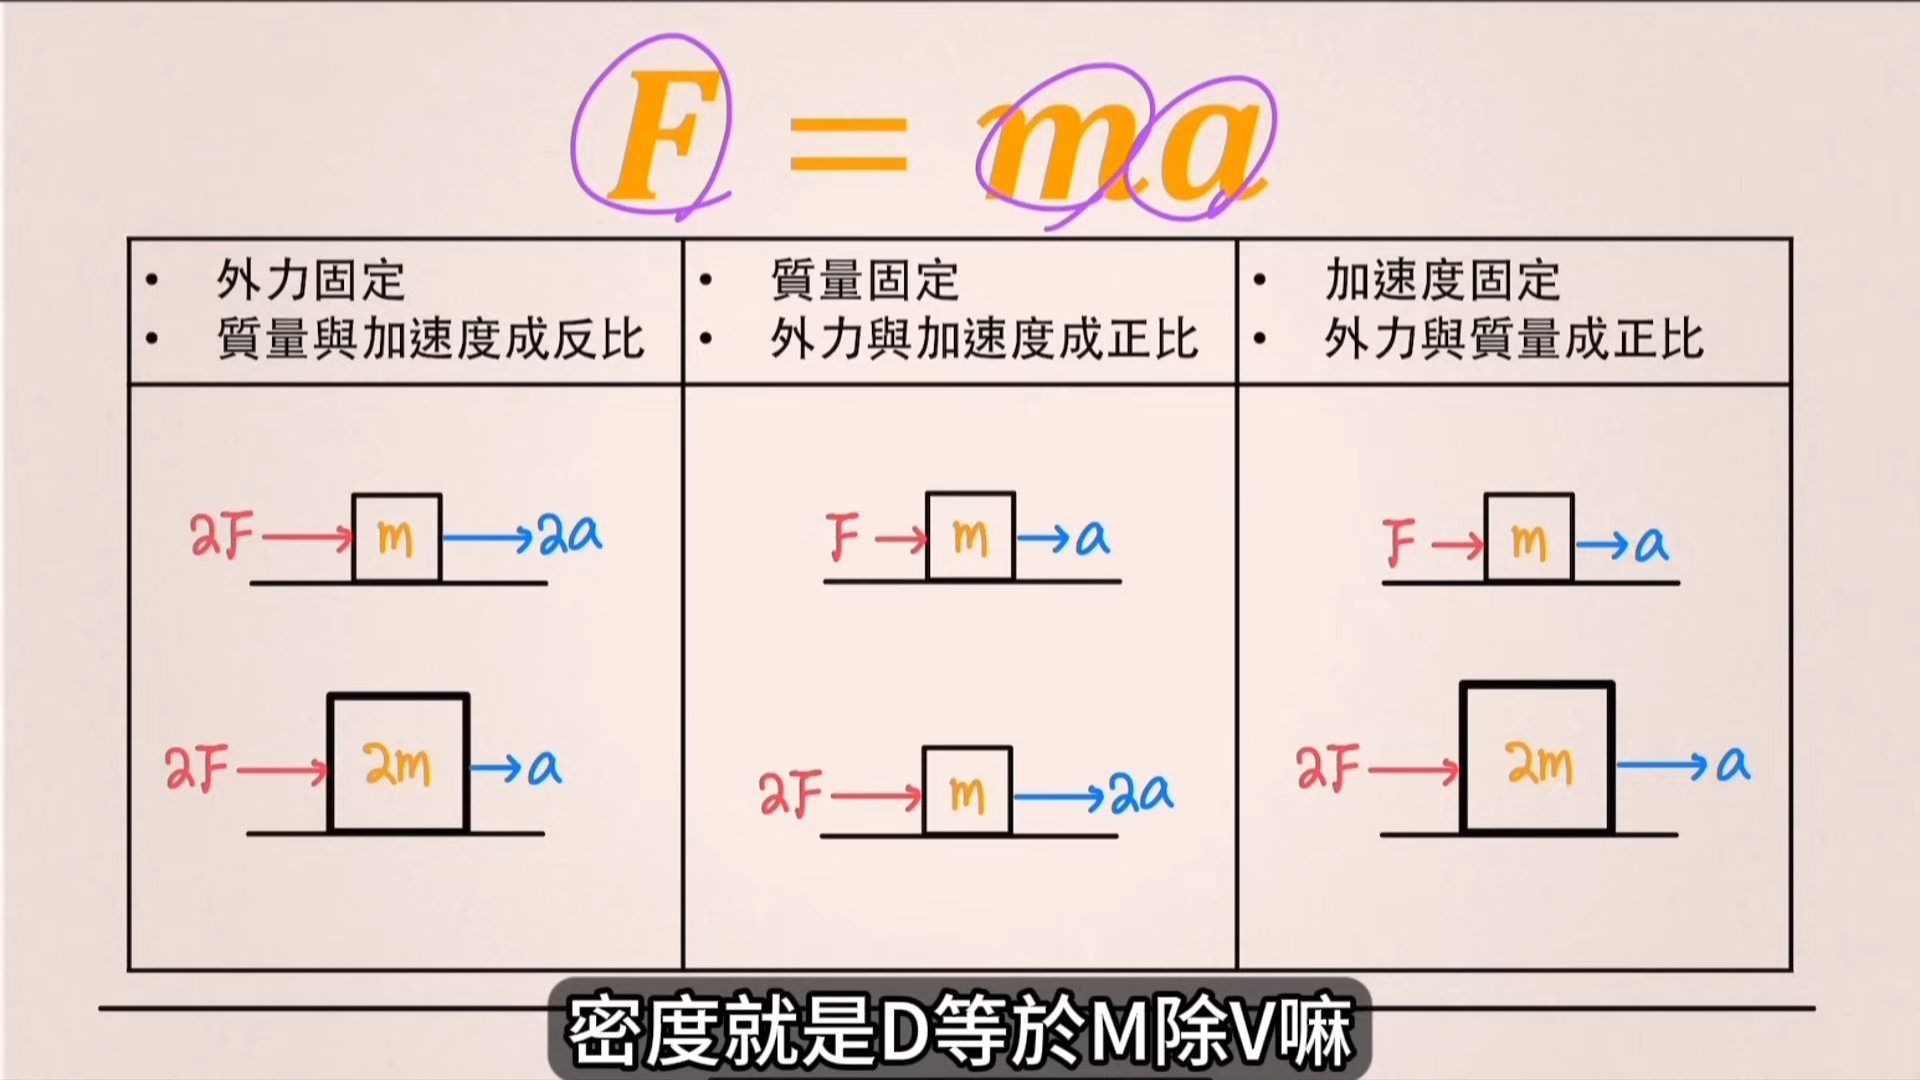 F = ma
• 外力固定
• 質量與加速度成反比
• 質量固定
• 外力與加速度成正比
• 加速度固定
• 外力與質量成正比
2F m 2a
2F 2m a
F m a
2F m 2a
F m a
2F 2m a
密度就是D等於M除V嘛